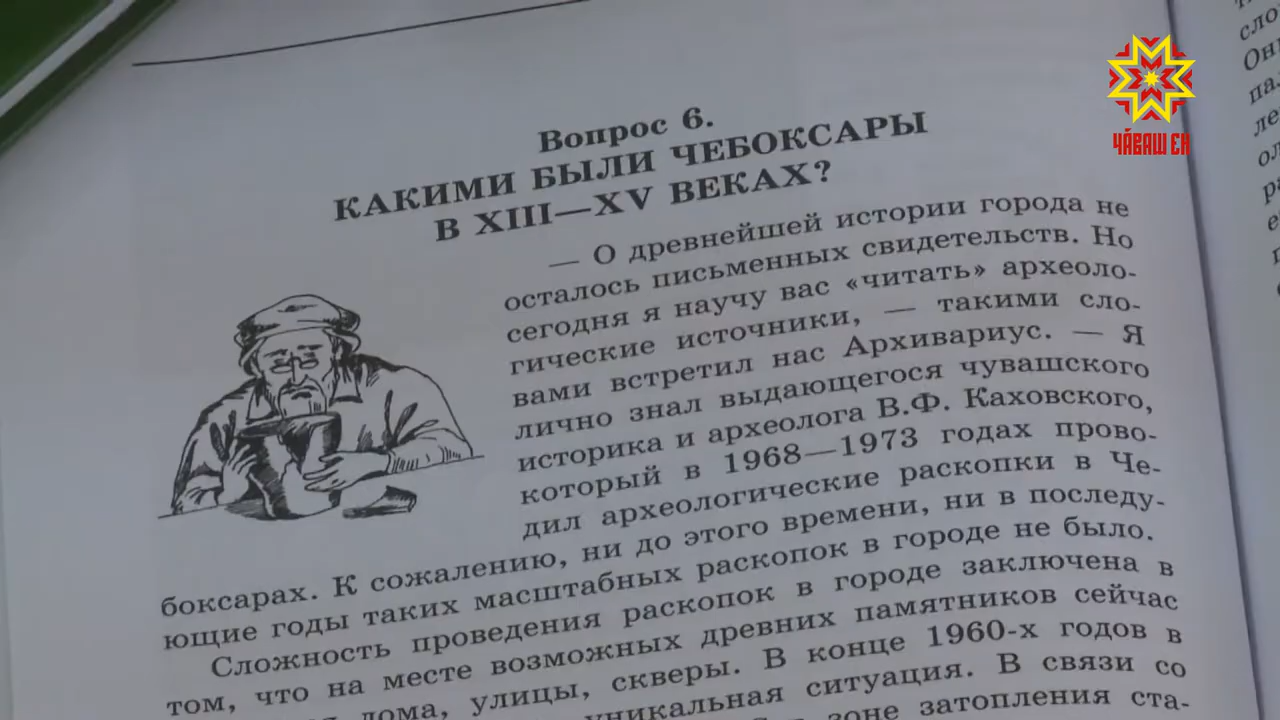 ЧӐВАШ ЕН
Вопрос 6.
КАКИМИ БЫЛИ ЧЕБОКСАРЫ
В XIII—XV ВЕКАХ?
— О древнейшей истории города не
осталось письменных свидетельств. Но
сегодня я научу вас «читать» археоло-
гические источники, — такими сло-
вами встретил нас Архивариус. — Я
лично знал выдающегося чувашского
историка и археолога В.Ф. Каховского,
который в 1968—1973 годах прово-
дил археологические раскопки в Че-
боксарах. К сожалению, ни до этого времени, ни в последу-
ющие годы таких масштабных раскопок в городе не было.
Сложность проведения раскопок в городе заключена в
том, что на месте возможных древних памятников сейчас
дома, улицы, скверы. В конце 1960-х годов в
уникальная ситуация. В связи со
зоне затопления ста-